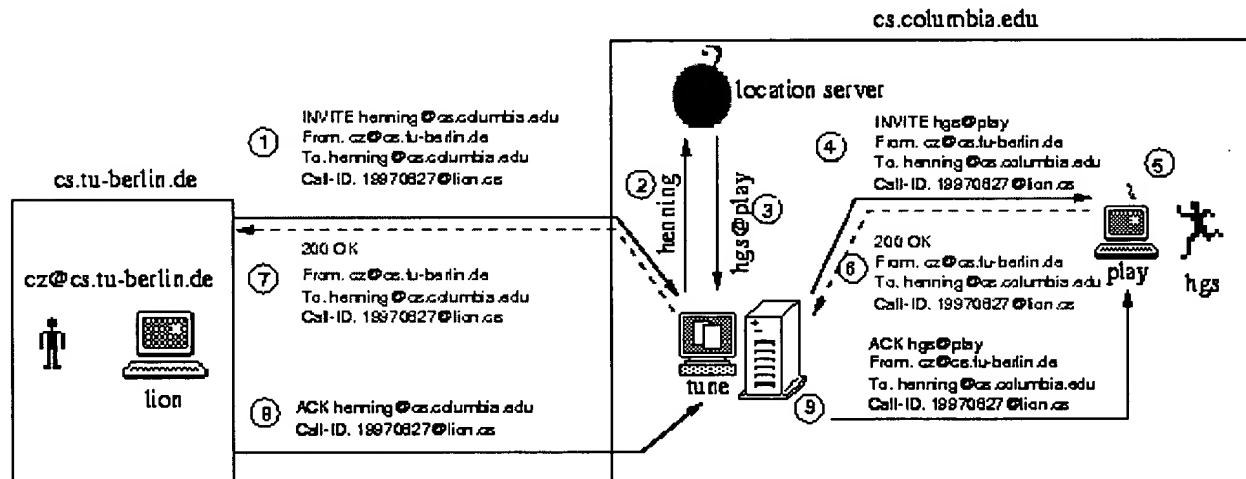 cs.columbia.edu
location server
1
INVITE henning@cs.columbia.edu
From. cz@cs.tu-berlin.de
To. henning@cs.columbia.edu
Call-ID. 19970827@lion.cs
4
INVITE hgs@play
From. cz@cs.tu-berlin.de
To. henning@cs.columbia.edu
Call-ID. 19970827@lion.cs
5
cs.tu-berlin.de
2
henning
hgs@play
3
7
200 OK
From. cz@cs.tu-berlin.de
To. henning@cs.columbia.edu
Call-ID. 19970827@lion.cs
6
200 OK
From. cz@cs.tu-berlin.de
To. henning@cs.columbia.edu
Call-ID. 19970827@lion.cs
play
hgs
cz@cs.tu-berlin.de
lion
tune
8
ACK henning@cs.columbia.edu
Call-ID. 19970827@lion.cs
9
ACK hgs@play
From. cz@cs.tu-berlin.de
To. henning@cs.columbia.edu
Call-ID. 19970827@lion.cs